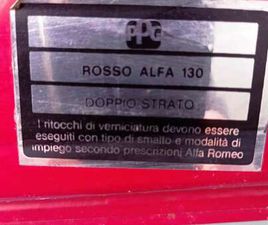 PPG
ROSSO ALFA 130
DOPPIO STRATO
I ritocchi di verniciatura devono essere
eseguiti con tipo di smalto e modalità di
impiego secondo prescrizioni Alfa Romeo